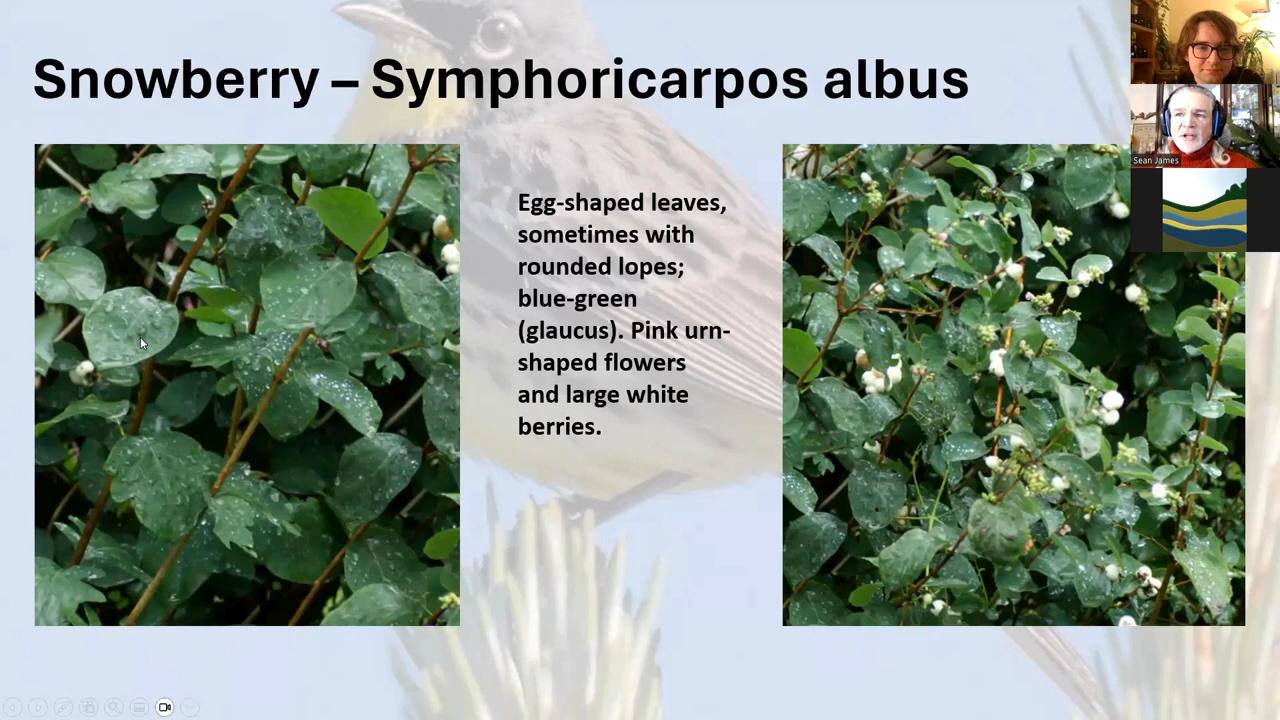 Snowberry – Symphoricarpos albus
Egg-shaped leaves,
sometimes with
rounded lopes;
blue-green
(glaucus). Pink urn-
shaped flowers
and large white
berries.
Sean James